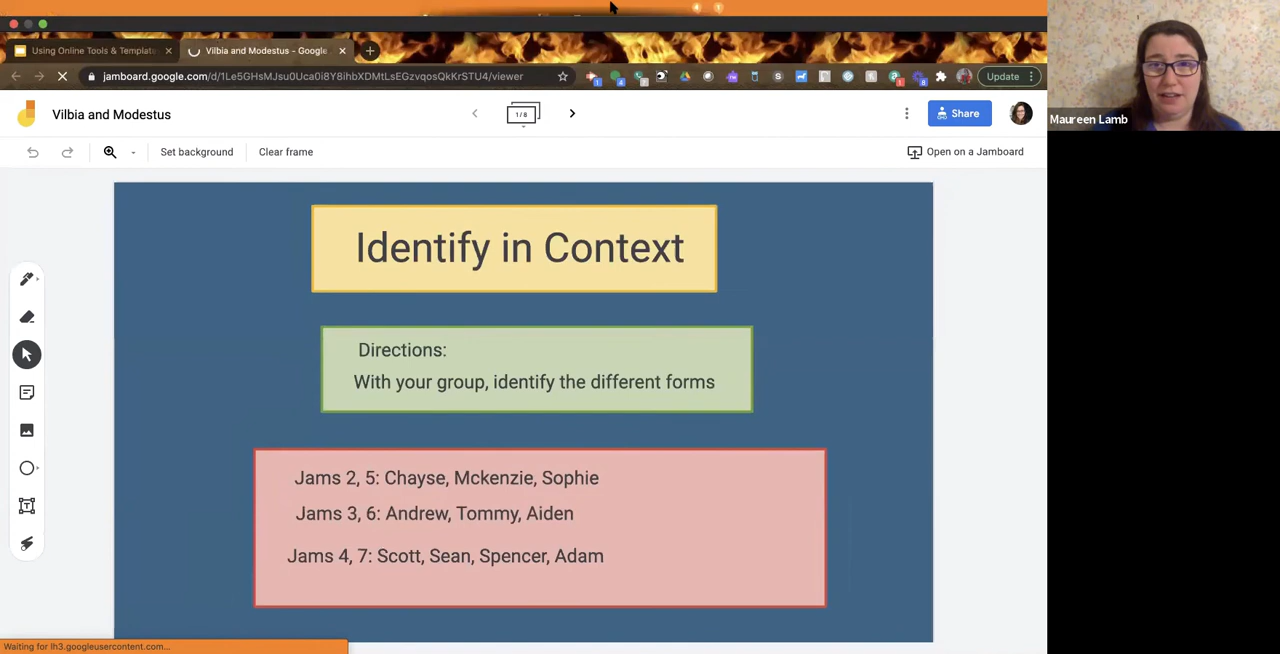 Using Online Tools & Template
Vilbia and Modestus - Google
jamboard.google.com/d/1Le5GHsMJsu0Uca0i8Y8ihbXDMtLsEGzvqosQkKrSTU4/viewer
Update
Vilbia and Modestus
1/8
Share
Set background
Clear frame
Open on a Jamboard
Maureen Lamb
Identify in Context
Directions:
With your group, identify the different forms
Jams 2, 5: Chayse, Mckenzie, Sophie
Jams 3, 6: Andrew, Tommy, Aiden
Jams 4, 7: Scott, Sean, Spencer, Adam
Waiting for lh3.googleusercontent.com...